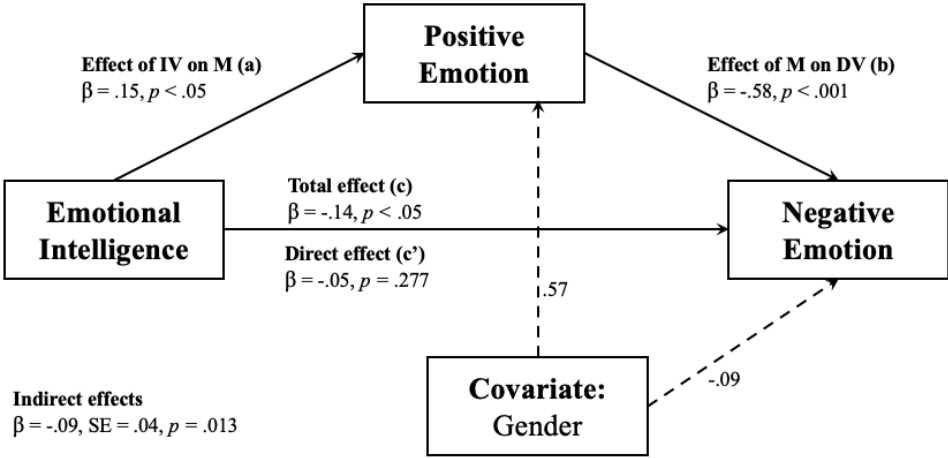 Positive
Emotion
Effect of IV on M (a)
β = .15, p < .05
Effect of M on DV (b)
β = -.58, p < .001
Emotional
Intelligence
Total effect (c)
β = -.14, p < .05
Direct effect (c’)
β = -.05, p = .277
Negative
Emotion
.57
-.09
Covariate:
Gender
Indirect effects
β = -.09, SE = .04, p = .013